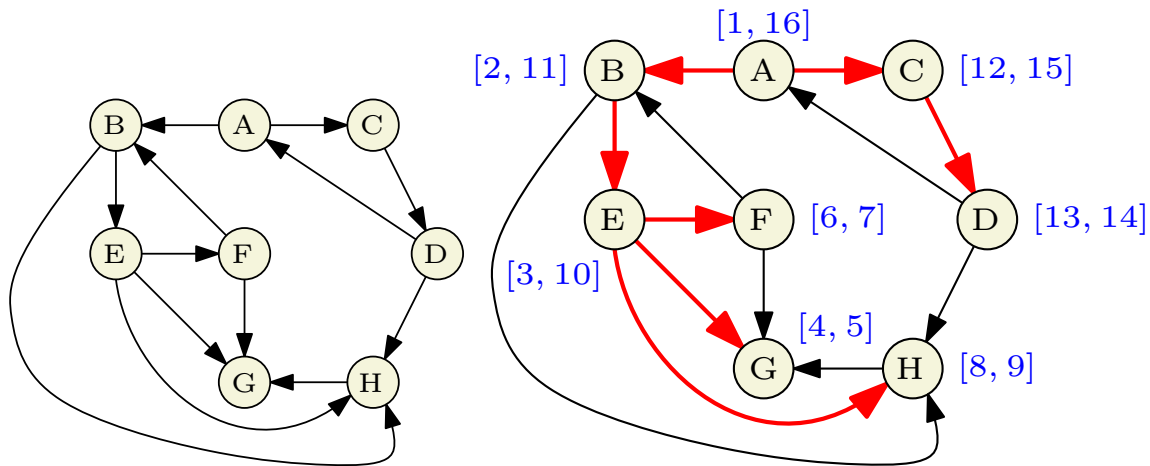 B A C
E F D
G H
[1, 16]
[2, 11] B A C [12, 15]
E F [6, 7] D [13, 14]
[3, 10]
[4, 5]
G H [8, 9]